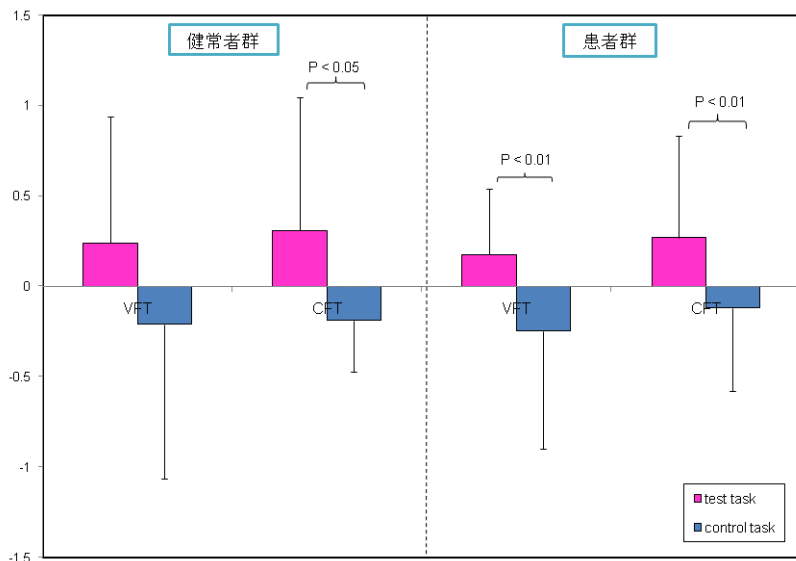 1.5
健常者群
患者群
P < 0.05
P < 0.01
1
P < 0.01
0.5
0
VFT
CFT
VFT
CFT
-0.5
-1
test task
control task
-1.5